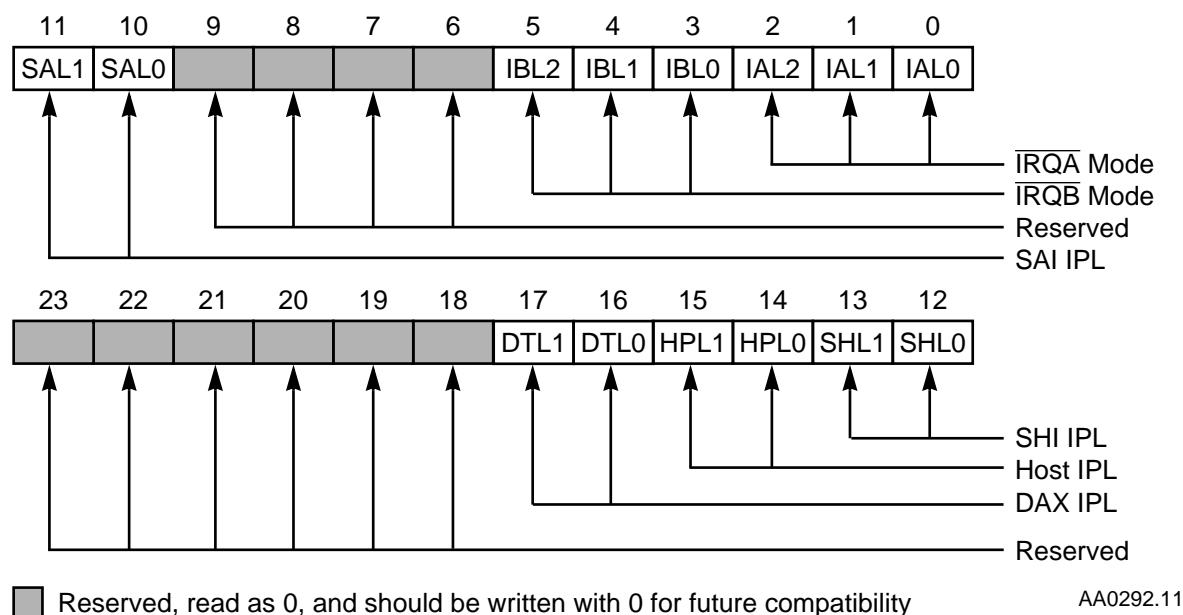 11 10 9 8 7 6 5 4 3 2 1 0
SAL1 SAL0 IBL2 IBL1 IBL0 IAL2 IAL1 IAL0
IRQA Mode
IRQB Mode
Reserved
SAI IPL
23 22 21 20 19 18 17 16 15 14 13 12
DTL1 DTL0 HPL1 HPL0 SHL1 SHL0
SHI IPL
Host IPL
DAX IPL
Reserved
Reserved, read as 0, and should be written with 0 for future compatibility
AA0292.11